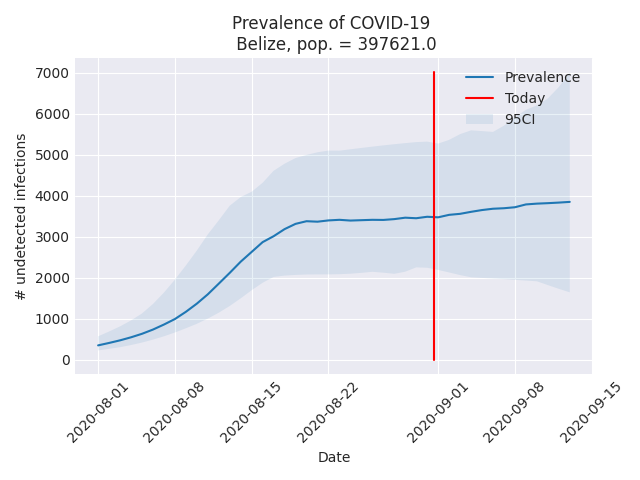 Prevalence of COVID-19
Belize, pop. = 397621.0
7000
6000
5000
4000
3000
2000
1000
0
# undetected infections
Prevalence
Today
95CI
2020-08-01
2020-08-08
2020-08-15
2020-08-22
2020-09-01
2020-09-08
2020-09-15
Date